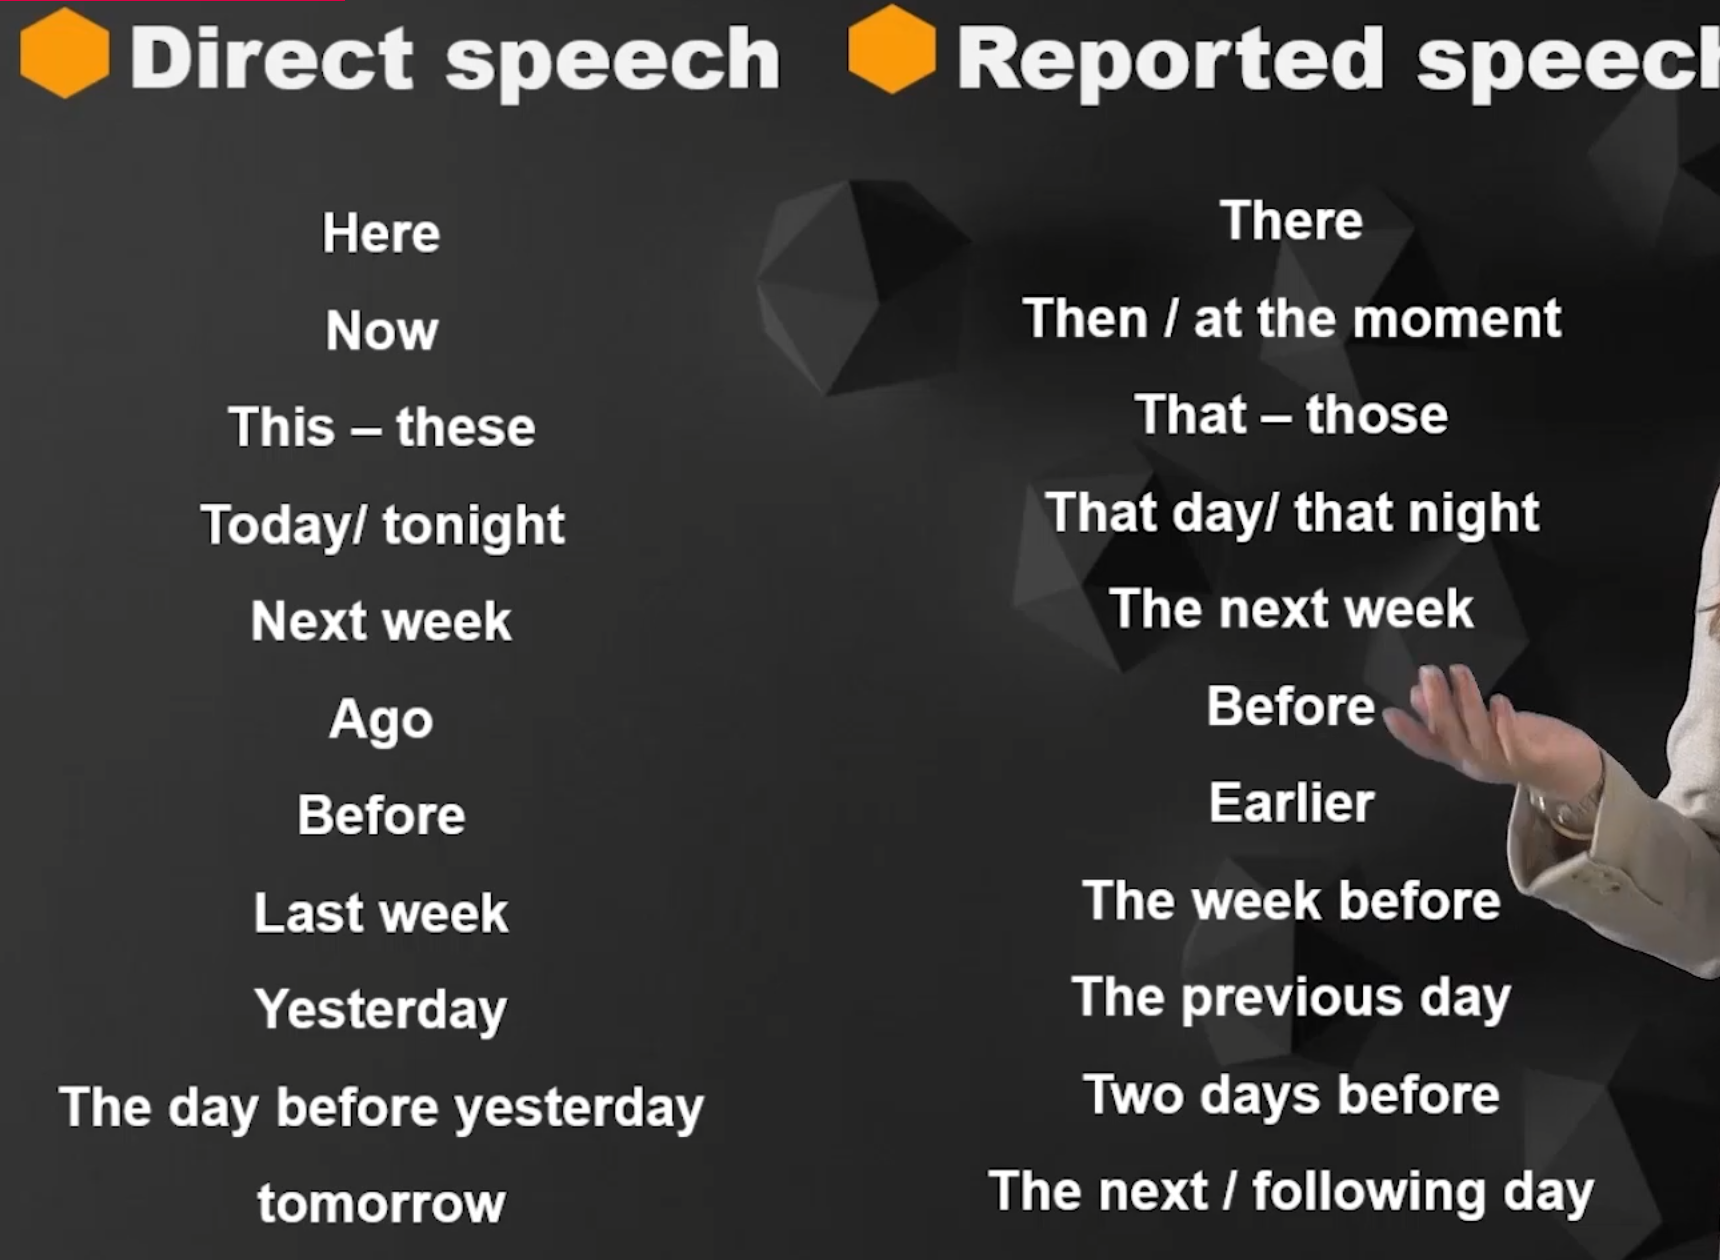 Direct speech
Reported speech
Here
There
Now
Then / at the moment
This – these
That – those
Today/ tonight
That day/ that night
Next week
The next week
Ago
Before
Before
Earlier
Last week
The week before
Yesterday
The previous day
The day before yesterday
Two days before
tomorrow
The next / following day